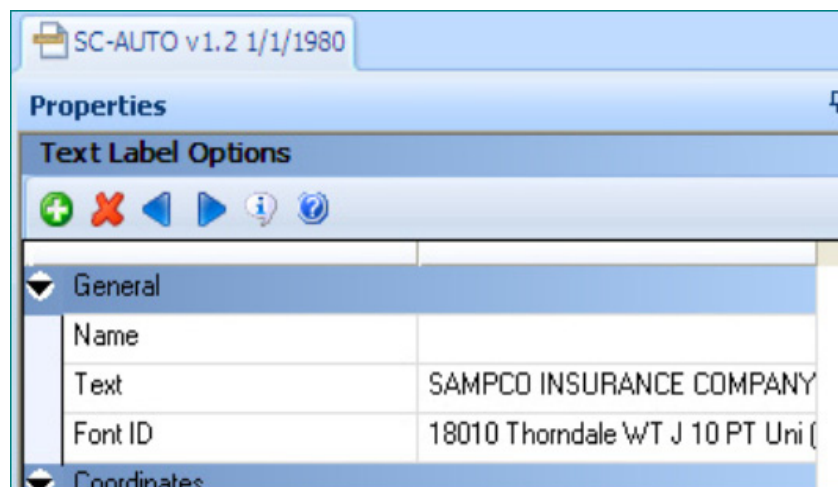 SC-AUTO v1.2 1/1/1980
Properties
Text Label Options
General
Name
Text SAMPCO INSURANCE COMPANY
Font ID 18010 Thorndale WT J 10 PT Uni (
Coordinates